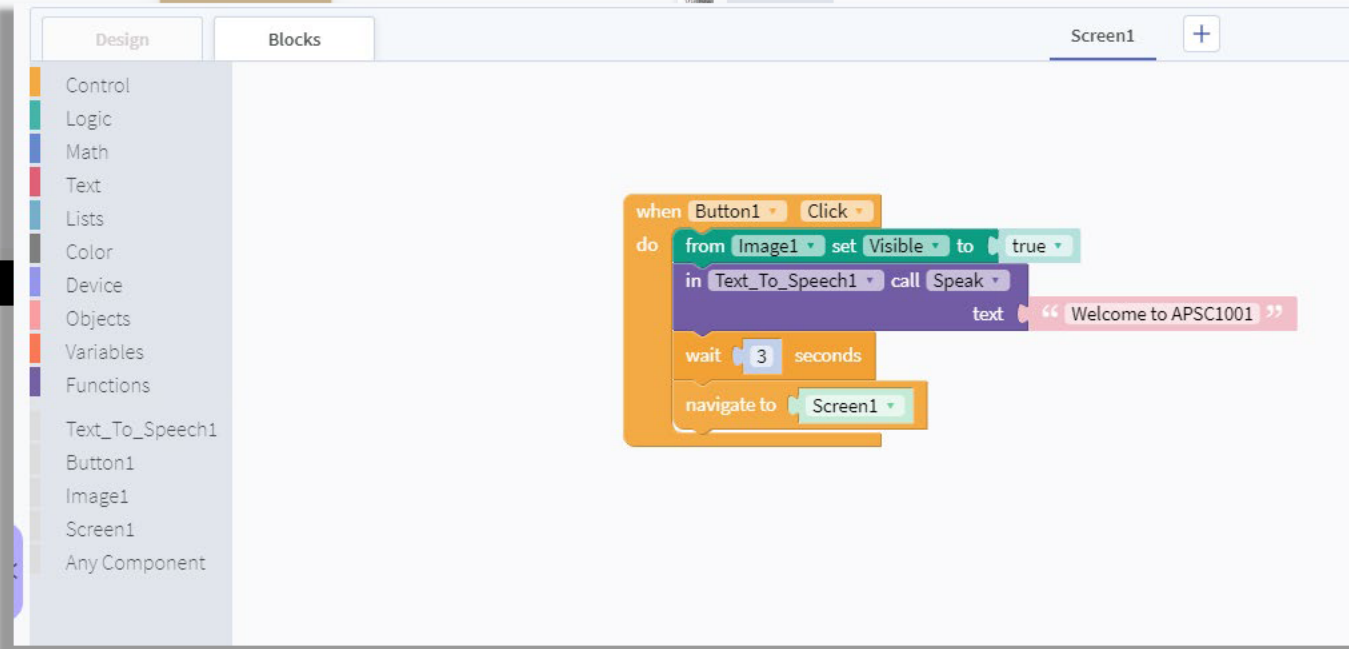 Design Blocks Screen1 +
Control
Logic
Math
Text
Lists
Color
Device
Objects
Variables
Functions
Text_To_Speech1
Button1
Image1
Screen1
Any Component
when Button1 Click
do from Image1 set Visible to true
in Text_To_Speech1 call Speak
text “ Welcome to APSC1001 ”
wait 3 seconds
navigate to Screen1